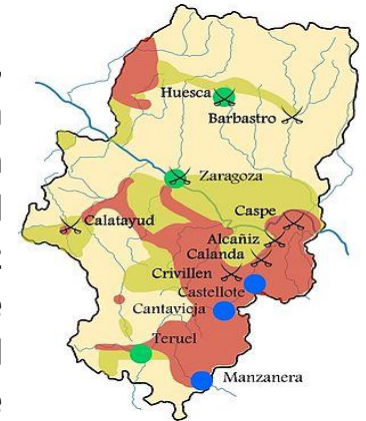 Huesca
Barbastro
Zaragoza
Caspe
Calatayud
Alcañiz
Calanda
Crivillen
Castellote
Cantavieja
Teruel
Manzanera